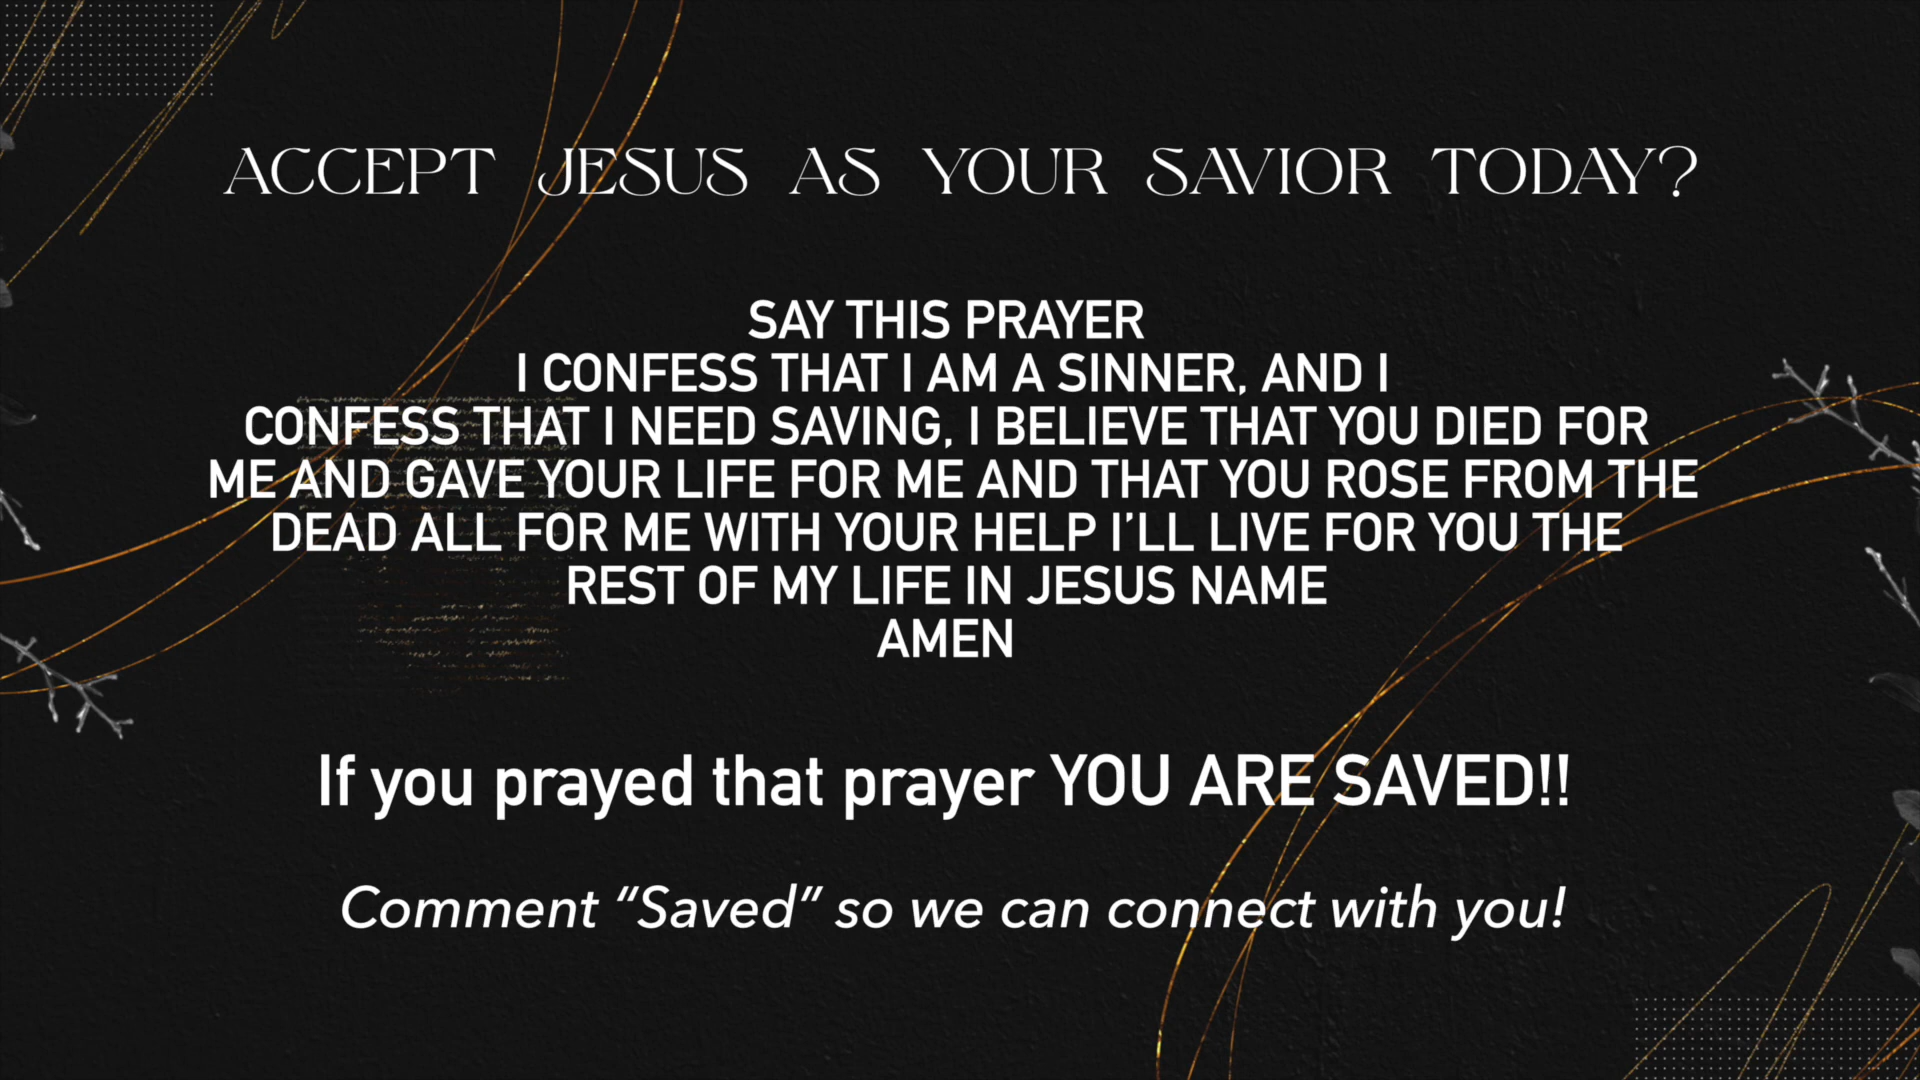 ACCEPT JESUS AS YOUR SAVIOR TODAY?
SAY THIS PRAYER
I CONFESS THAT I AM A SINNER, AND I
CONFESS THAT I NEED SAVING, I BELIEVE THAT YOU DIED FOR
ME AND GAVE YOUR LIFE FOR ME AND THAT YOU ROSE FROM THE
DEAD ALL FOR ME WITH YOUR HELP I’LL LIVE FOR YOU THE
REST OF MY LIFE IN JESUS NAME
AMEN
If you prayed that prayer YOU ARE SAVED!!
Comment “Saved” so we can connect with you!